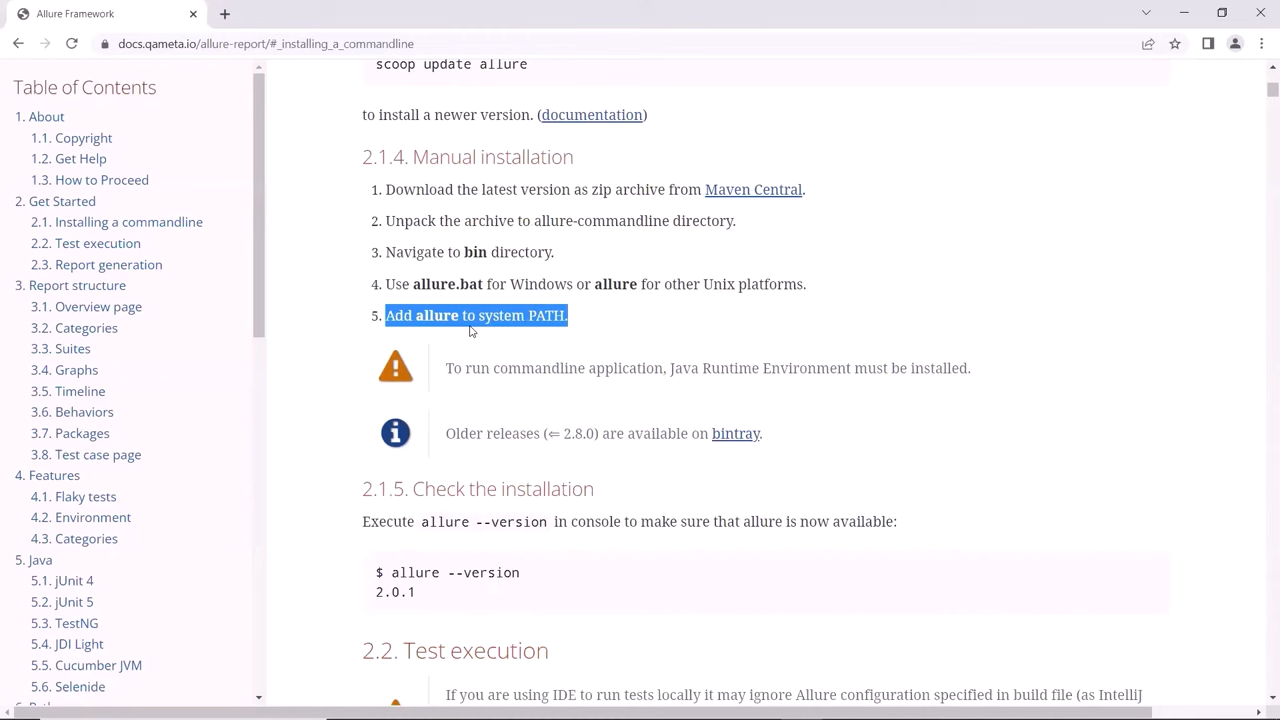 Allure Framework
docs.qameta.io/allure-report/#_installing_a_commandline
Table of Contents
1. About
1.1. Copyright
1.2. Get Help
1.3. How to Proceed
2. Get Started
2.1. Installing a commandline
2.2. Test execution
2.3. Report generation
3. Report structure
3.1. Overview page
3.2. Categories
3.3. Suites
3.4. Graphs
3.5. Timeline
3.6. Behaviors
3.7. Packages
3.8. Test case page
4. Features
4.1. Flaky tests
4.2. Environment
4.3. Categories
5. Java
5.1. jUnit 4
5.2. jUnit 5
5.3. TestNG
5.4. JDI Light
5.5. Cucumber JVM
5.6. Selenide
scoop update allure
to install a newer version. (documentation)
2.1.4. Manual installation
1. Download the latest version as zip archive from Maven Central.
2. Unpack the archive to allure-commandline directory.
3. Navigate to bin directory.
4. Use allure.bat for Windows or allure for other Unix platforms.
5. Add allure to system PATH.
To run commandline application, Java Runtime Environment must be installed.
Older releases (⇐ 2.8.0) are available on bintray.
2.1.5. Check the installation
Execute allure --version in console to make sure that allure is now available:
$ allure --version
2.0.1
2.2. Test execution
If you are using IDE to run tests locally it may ignore Allure configuration specified in build file (as IntelliJ